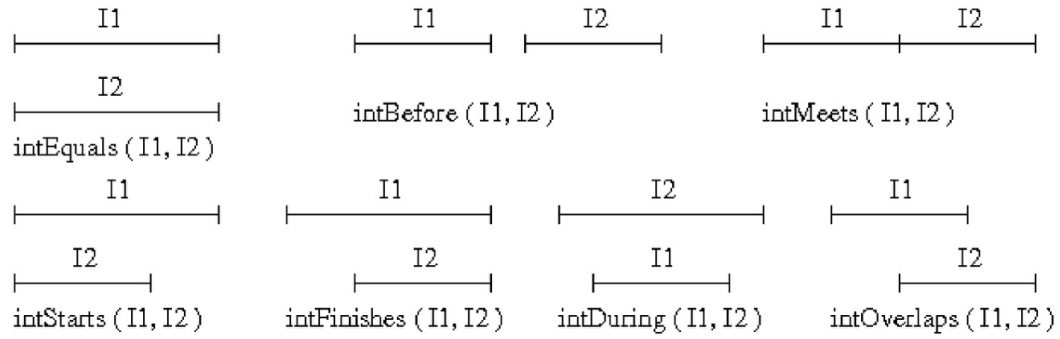 I1 I1 I2 I1 I2
I2
intBefore ( I1, I2 ) intMeets ( I1, I2 )
intEquals ( I1, I2 )
I1 I1 I2 I1
I2 I2 I1 I2
intStarts ( I1, I2 ) intFinishes ( I1, I2 ) intDuring ( I1, I2 ) intOverlaps ( I1, I2 )